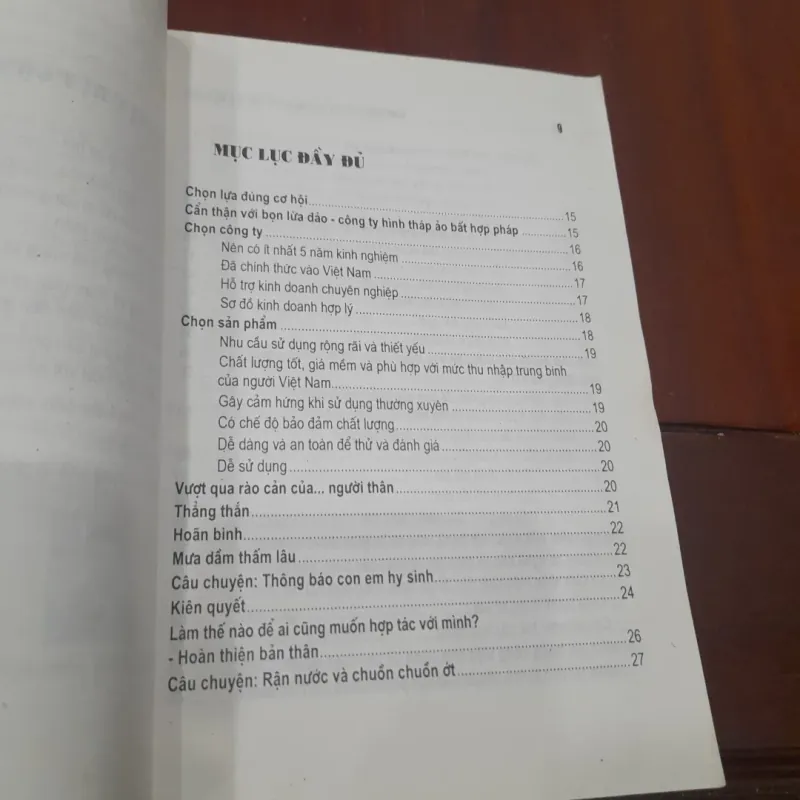 9
MỤC LỤC ĐẦY ĐỦ
Chọn lựa đúng cơ hội.....15
Cẩn thận với bọn lừa đảo - công ty hình tháp ảo bất hợp pháp.....15
Chọn công ty.....16
Nên có ít nhất 5 năm kinh nghiệm.....16
Đã chính thức vào Việt Nam.....17
Hỗ trợ kinh doanh chuyên nghiệp.....17
Sơ đồ kinh doanh hợp lý.....18
Chọn sản phẩm.....18
Nhu cầu sử dụng rộng rãi và thiết yếu.....19
Chất lượng tốt, giá mềm và phù hợp với mức thu nhập trung bình
của người Việt Nam.....19
Gây cảm hứng khi sử dụng thường xuyên.....19
Có chế độ bảo đảm chất lượng.....20
Dễ dàng và an toàn để thử và đánh giá.....20
Dễ sử dụng.....20
Vượt qua rào cản của... người thân.....20
Thẳng thắn.....21
Hoãn binh.....22
Mưa dầm thấm lâu.....22
Câu chuyện: Thông báo con em hy sinh.....23
Kiên quyết.....24
Làm thế nào để ai cũng muốn hợp tác với mình?
- Hoàn thiện bản thân.....26
Câu chuyện: Rận nước và chuồn chuồn ớt.....27